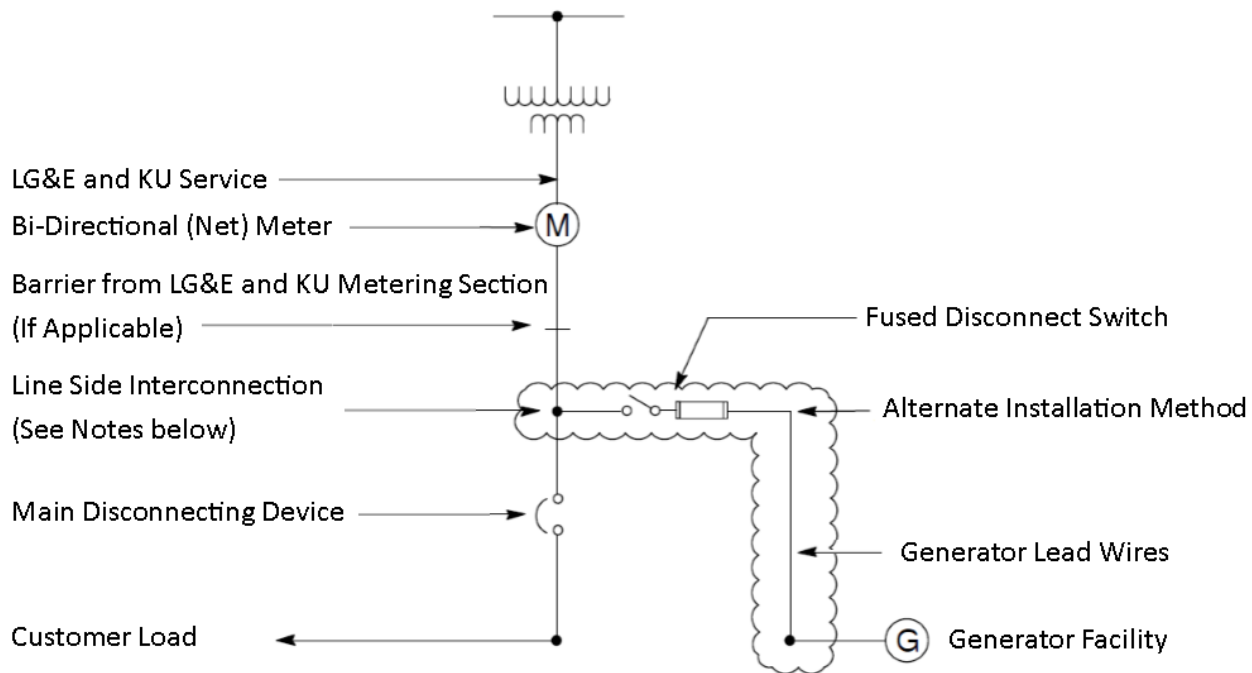 LG&E and KU Service
Bi-Directional (Net) Meter
M
Barrier from LG&E and KU Metering Section
(If Applicable)
Fused Disconnect Switch
Line Side Interconnection
(See Notes below)
Alternate Installation Method
Main Disconnecting Device
Generator Lead Wires
Customer Load
G
Generator Facility